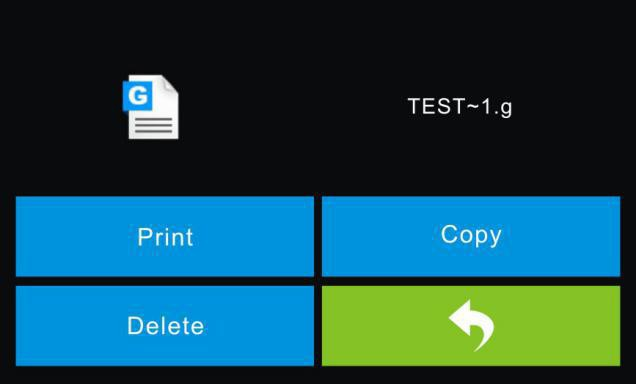 G
TEST~1.g
Print
Copy
Delete